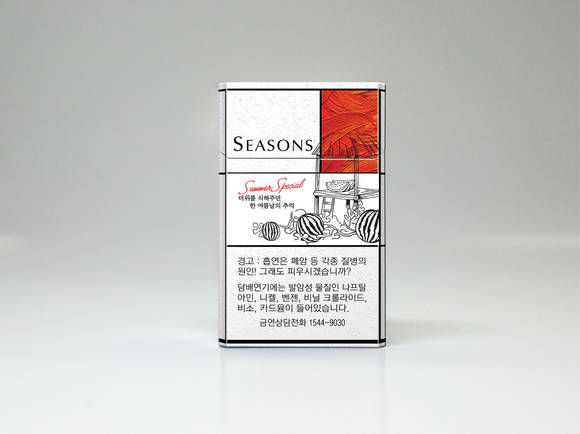 SEASONS
Summer Special
더위를 식혀주던
한 여름날의 추억
경고 : 흡연은 폐암 등 각종 질병의
원인! 그래도 피우시겠습니까?
담배연기에는 발암성 물질인 나프틸
아민, 니켈, 벤젠, 비닐 크롤라이드,
비소, 카드뮴이 들어있습니다.
금연상담전화 1544-9030